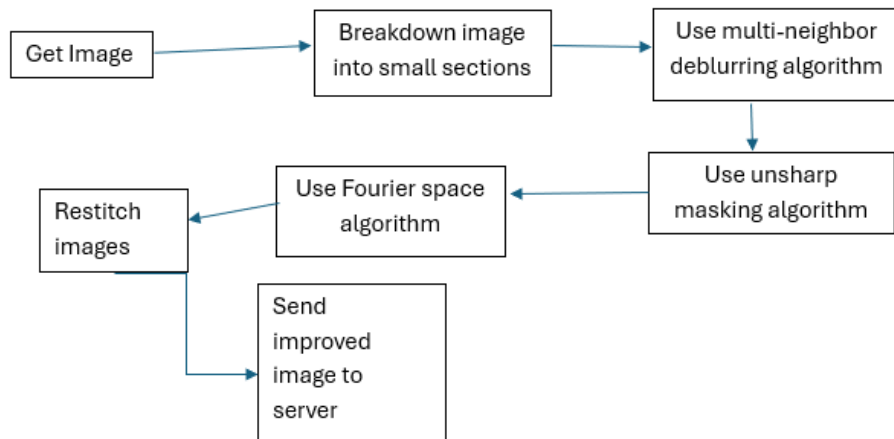 Get Image
Breakdown image
into small sections
Use multi-neighbor
deblurring algorithm
Use unsharp
masking algorithm
Use Fourier space
algorithm
Restitch
images
Send
improved
image to
server